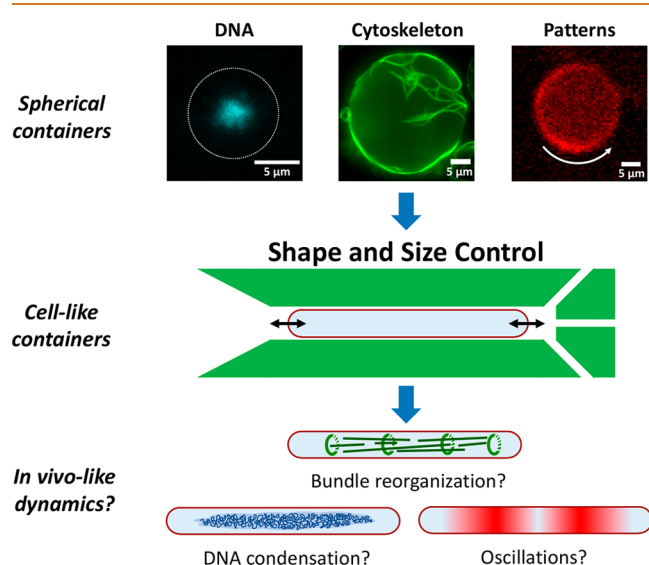 DNA
Cytoskeleton
Patterns
Spherical
containers
5 µm
5 µm
5 µm
Shape and Size Control
Cell-like
containers
In vivo-like
dynamics?
Bundle reorganization?
DNA condensation?
Oscillations?